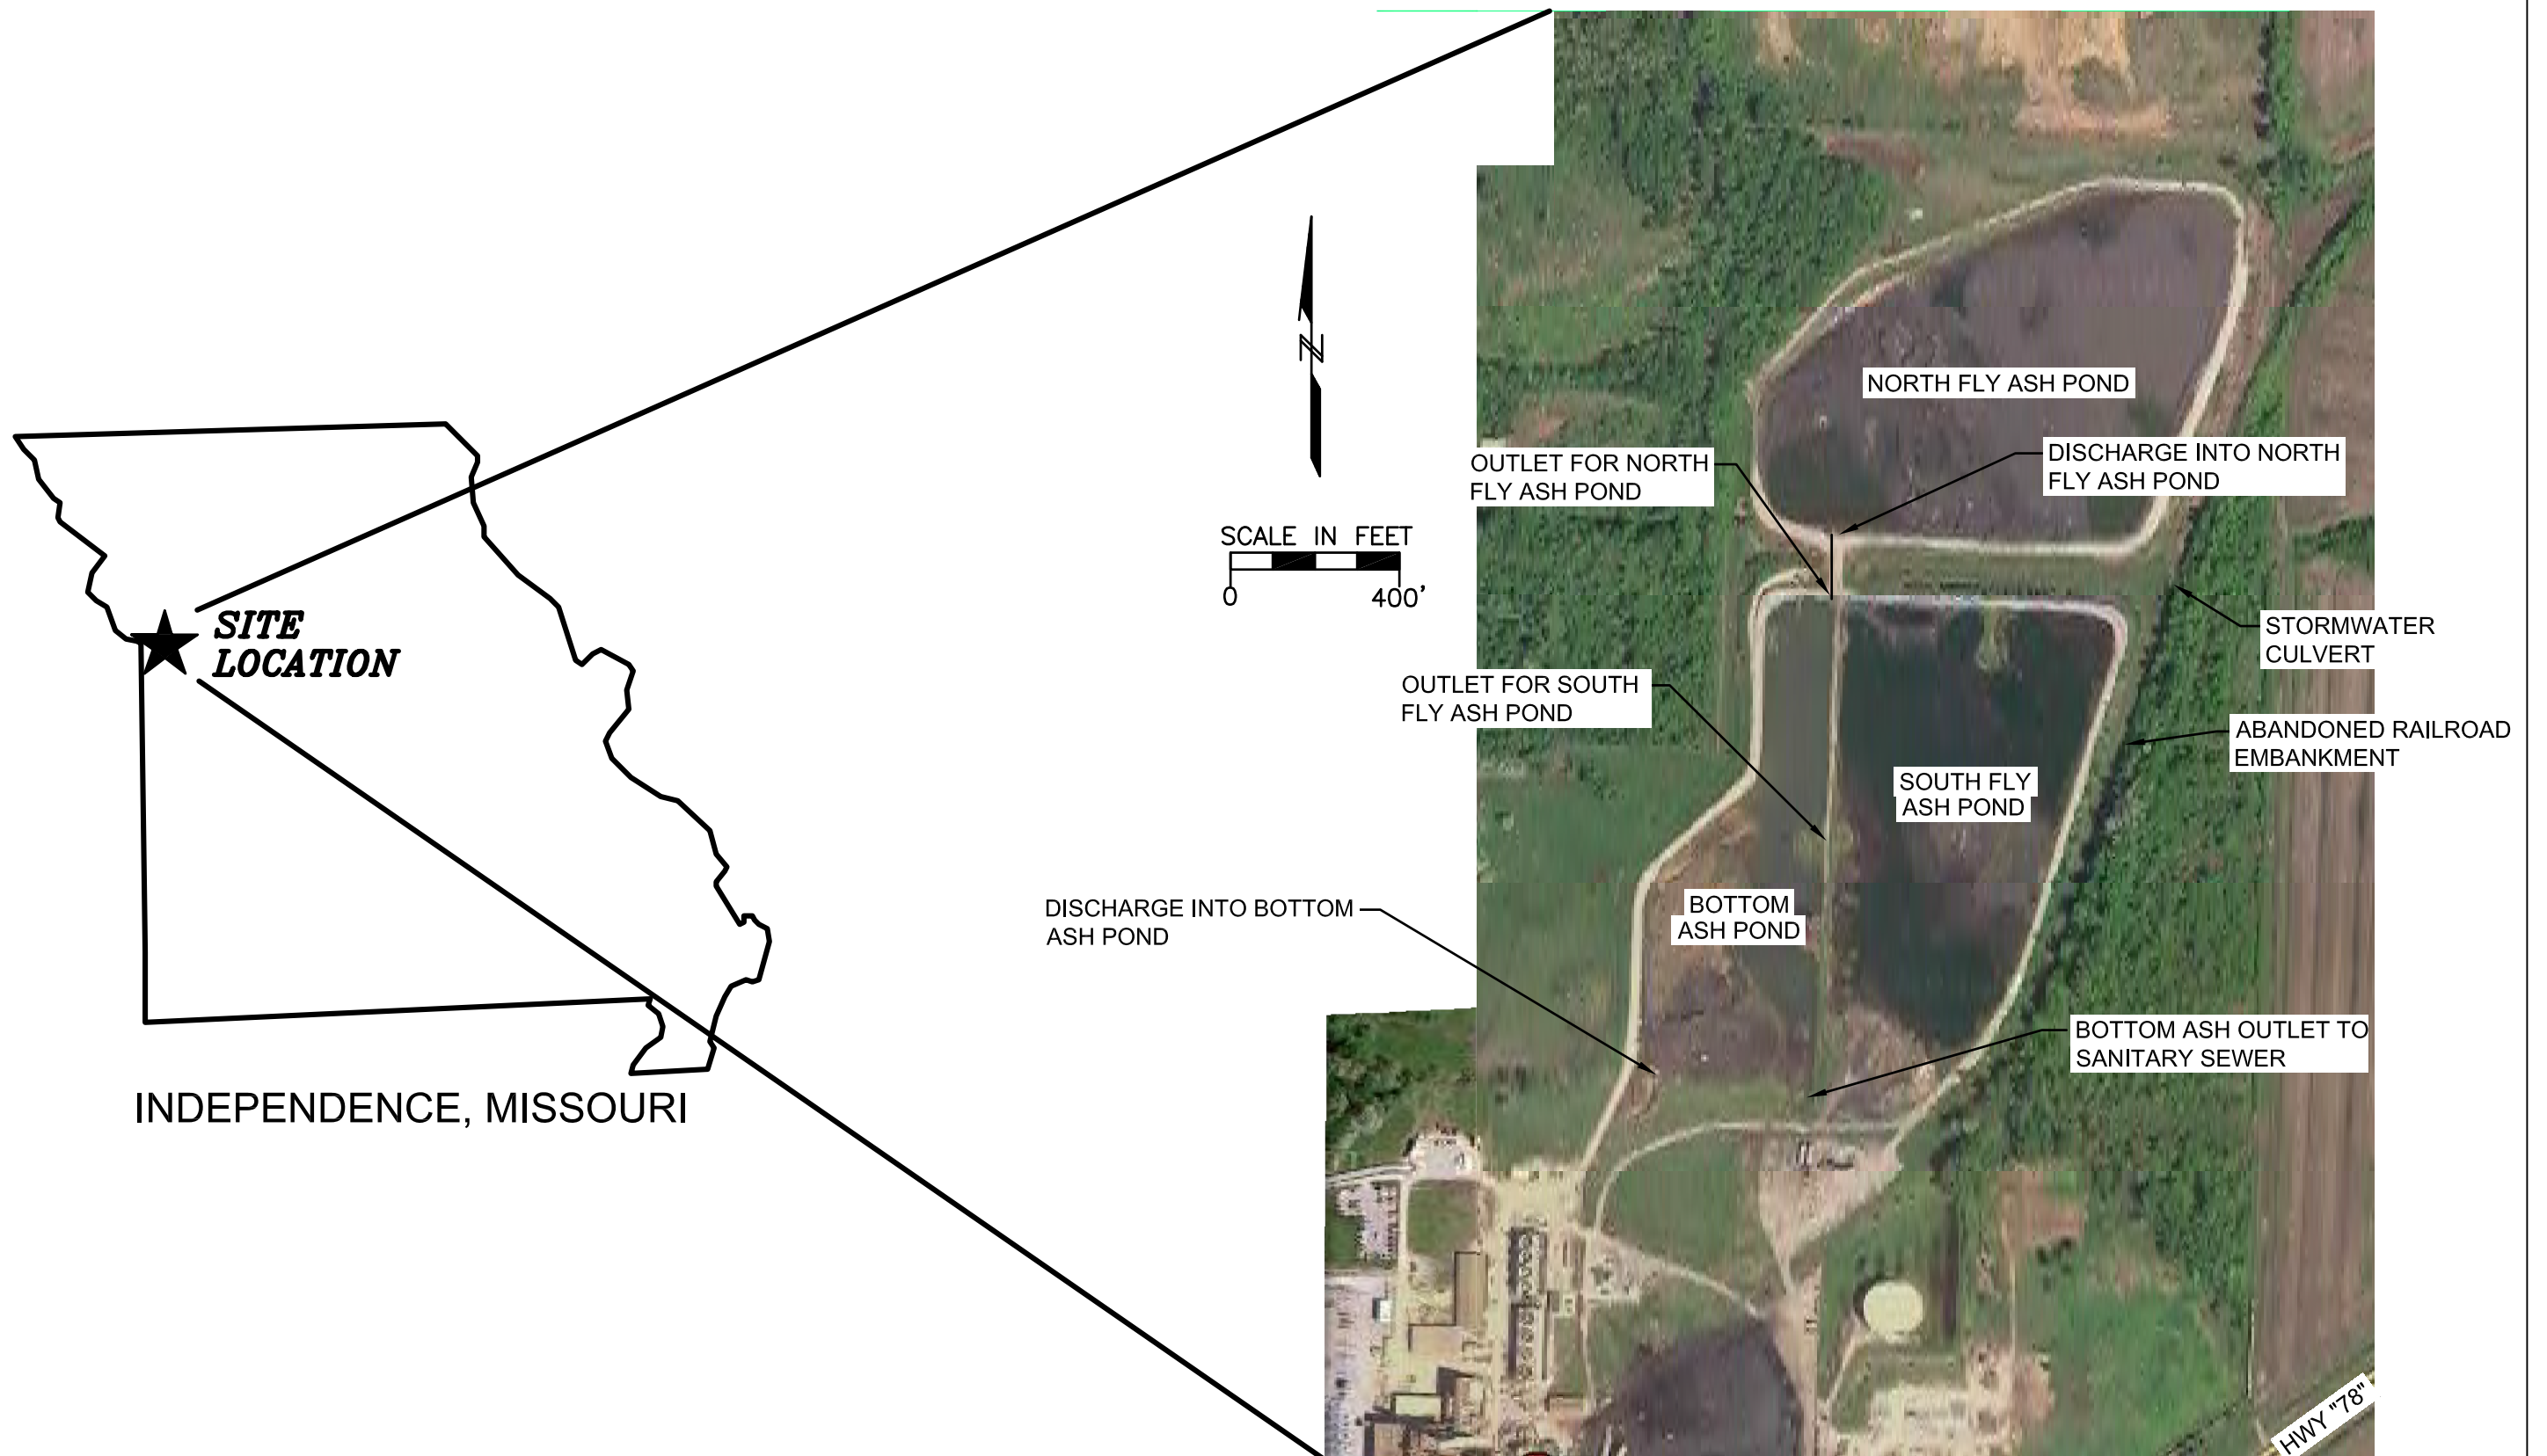 NORTH FLY ASH POND
OUTLET FOR NORTH
FLY ASH POND
DISCHARGE INTO NORTH
FLY ASH POND
N
SCALE IN FEET
0 400'
SITE
LOCATION
STORMWATER
CULVERT
OUTLET FOR SOUTH
FLY ASH POND
ABANDONED RAILROAD
EMBANKMENT
SOUTH FLY
ASH POND
DISCHARGE INTO BOTTOM
ASH POND
BOTTOM
ASH POND
BOTTOM ASH OUTLET TO
SANITARY SEWER
INDEPENDENCE, MISSOURI
HWY "78"